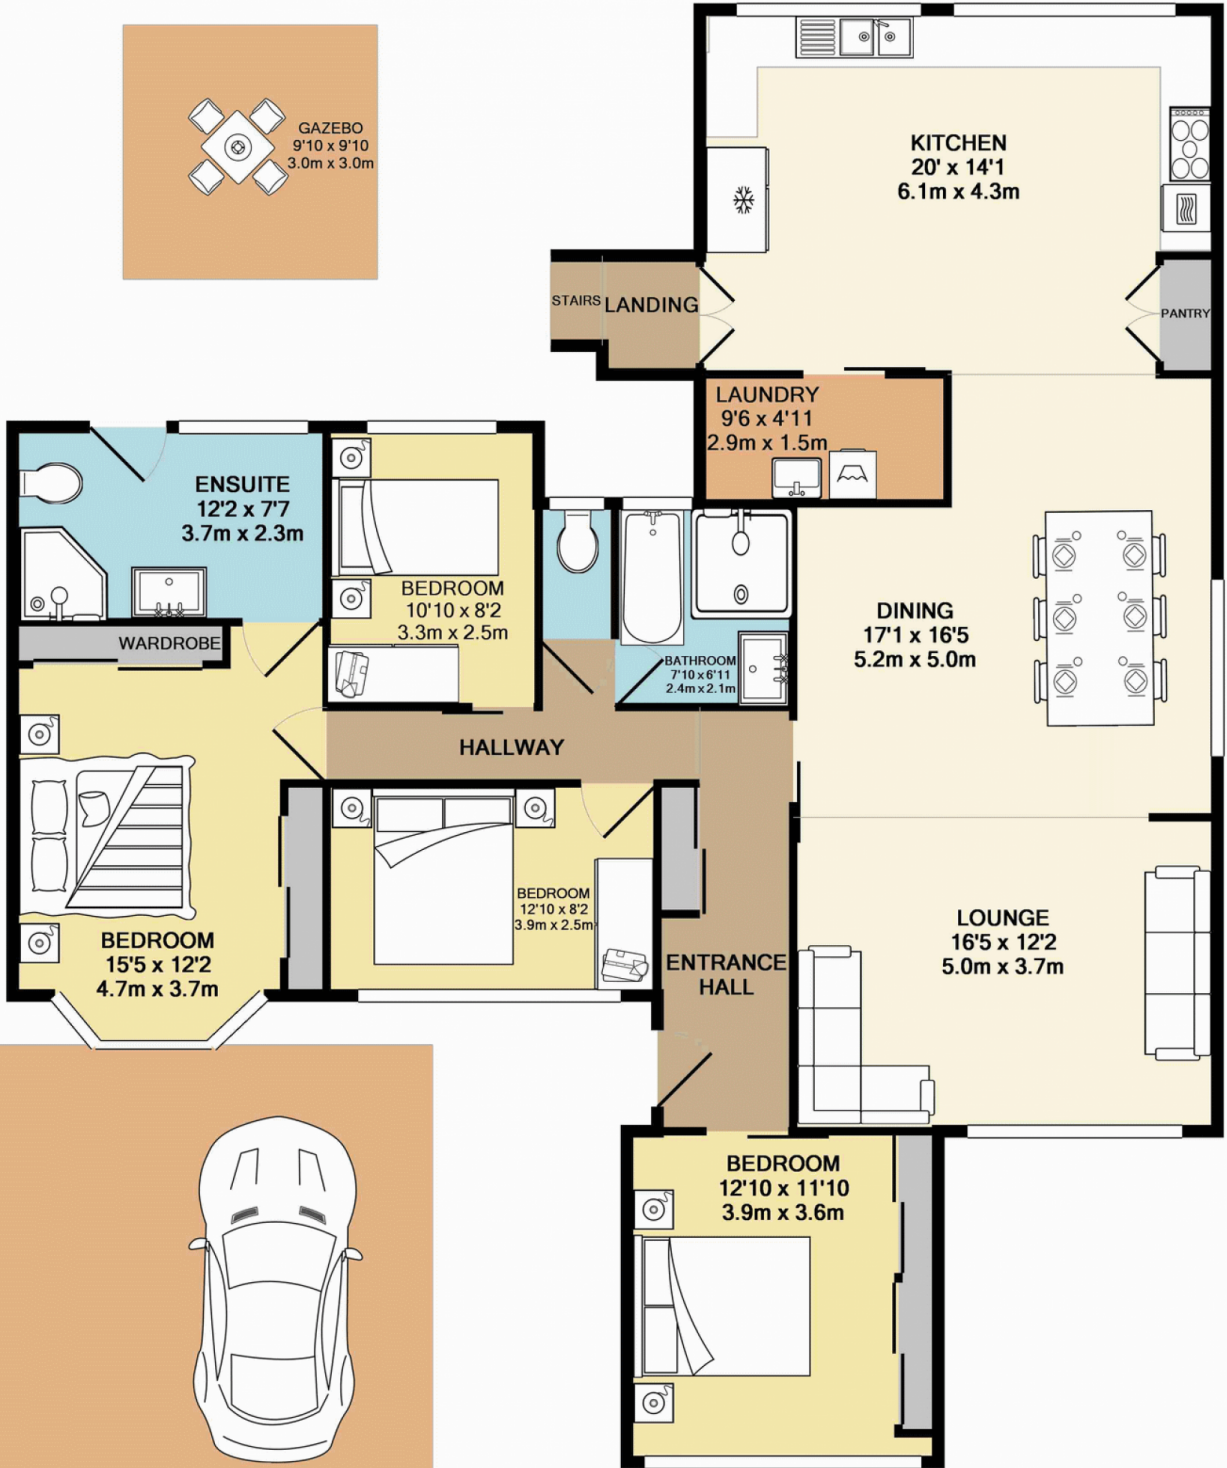 GAZEBO
9'10 x 9'10
3.0m x 3.0m
KITCHEN
20' x 14'1
6.1m x 4.3m
STAIRS
LANDING
PANTRY
LAUNDRY
9'6 x 4'11
2.9m x 1.5m
ENSUITE
12'2 x 7'7
3.7m x 2.3m
BEDROOM
10'10 x 8'2
3.3m x 2.5m
WARDROBE
BATHROOM
7'10 x 6'11
2.4m x 2.1m
DINING
17'1 x 16'5
5.2m x 5.0m
HALLWAY
BEDROOM
15'5 x 12'2
4.7m x 3.7m
BEDROOM
12'10 x 8'2
3.9m x 2.5m
ENTRANCE
HALL
LOUNGE
16'5 x 12'2
5.0m x 3.7m
BEDROOM
12'10 x 11'10
3.9m x 3.6m